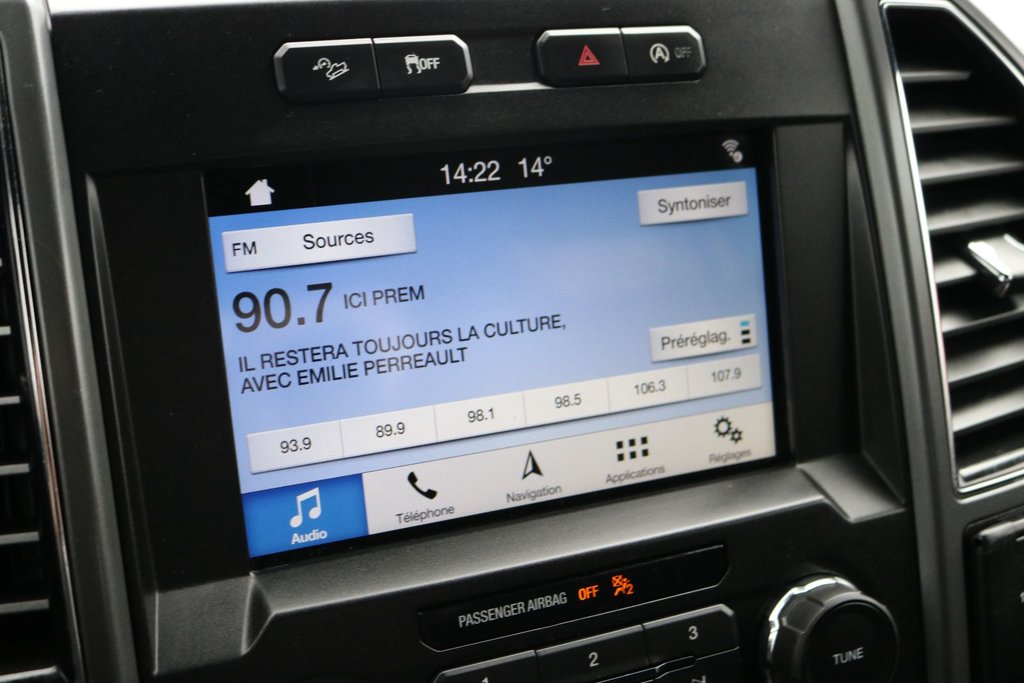 OFF
A OFF
14:22 14°
FM Sources
Syntoniser
90.7 ICI PREM
IL RESTERA TOUJOURS LA CULTURE,
AVEC EMILIE PERREAULT
Préréglag.
93.9 89.9 98.1 98.5 106.3 107.9
Audio Téléphone Navigation Applications Réglages
PASSENGER AIRBAG OFF 2
1 2 3
TUNE